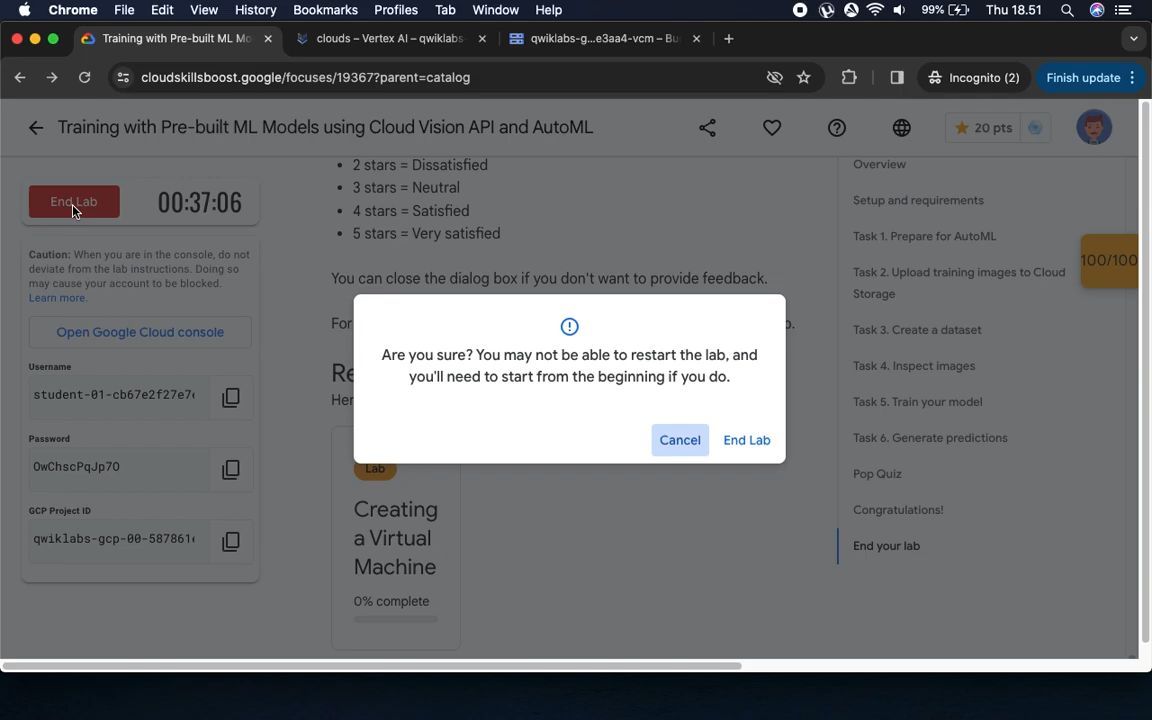 Chrome File Edit View History Bookmarks Profiles Tab Window Help 99% Thu 18.51
Training with Pre-built ML Mo clouds – Vertex AI – qwiklabs- qwiklabs-g...e3aa4-vcm – Bu
cloudskillsboost.google/focuses/19367?parent=catalog Incognito (2) Finish update
Training with Pre-built ML Models using Cloud Vision API and AutoML 20 pts
End Lab 00:37:06
Caution: When you are in the console, do not
deviate from the lab instructions. Doing so
may cause your account to be blocked.
Learn more.
Open Google Cloud console
Username
student-01-cb67e2f27e7
Password
OwChscPqJp70
GCP Project ID
qwiklabs-gcp-00-587861
2 stars = Dissatisfied
3 stars = Neutral
4 stars = Satisfied
5 stars = Very satisfied
You can close the dialog box if you don't want to provide feedback.
For
Re
Her
Are you sure? You may not be able to restart the lab, and
you'll need to start from the beginning if you do.
Cancel End Lab
Lab
Creating
a Virtual
Machine
0% complete
Overview
Setup and requirements
Task 1. Prepare for AutoML
Task 2. Upload training images to Cloud
Storage
Task 3. Create a dataset
Task 4. Inspect images
Task 5. Train your model
Task 6. Generate predictions
Pop Quiz
Congratulations!
End your lab
100/100